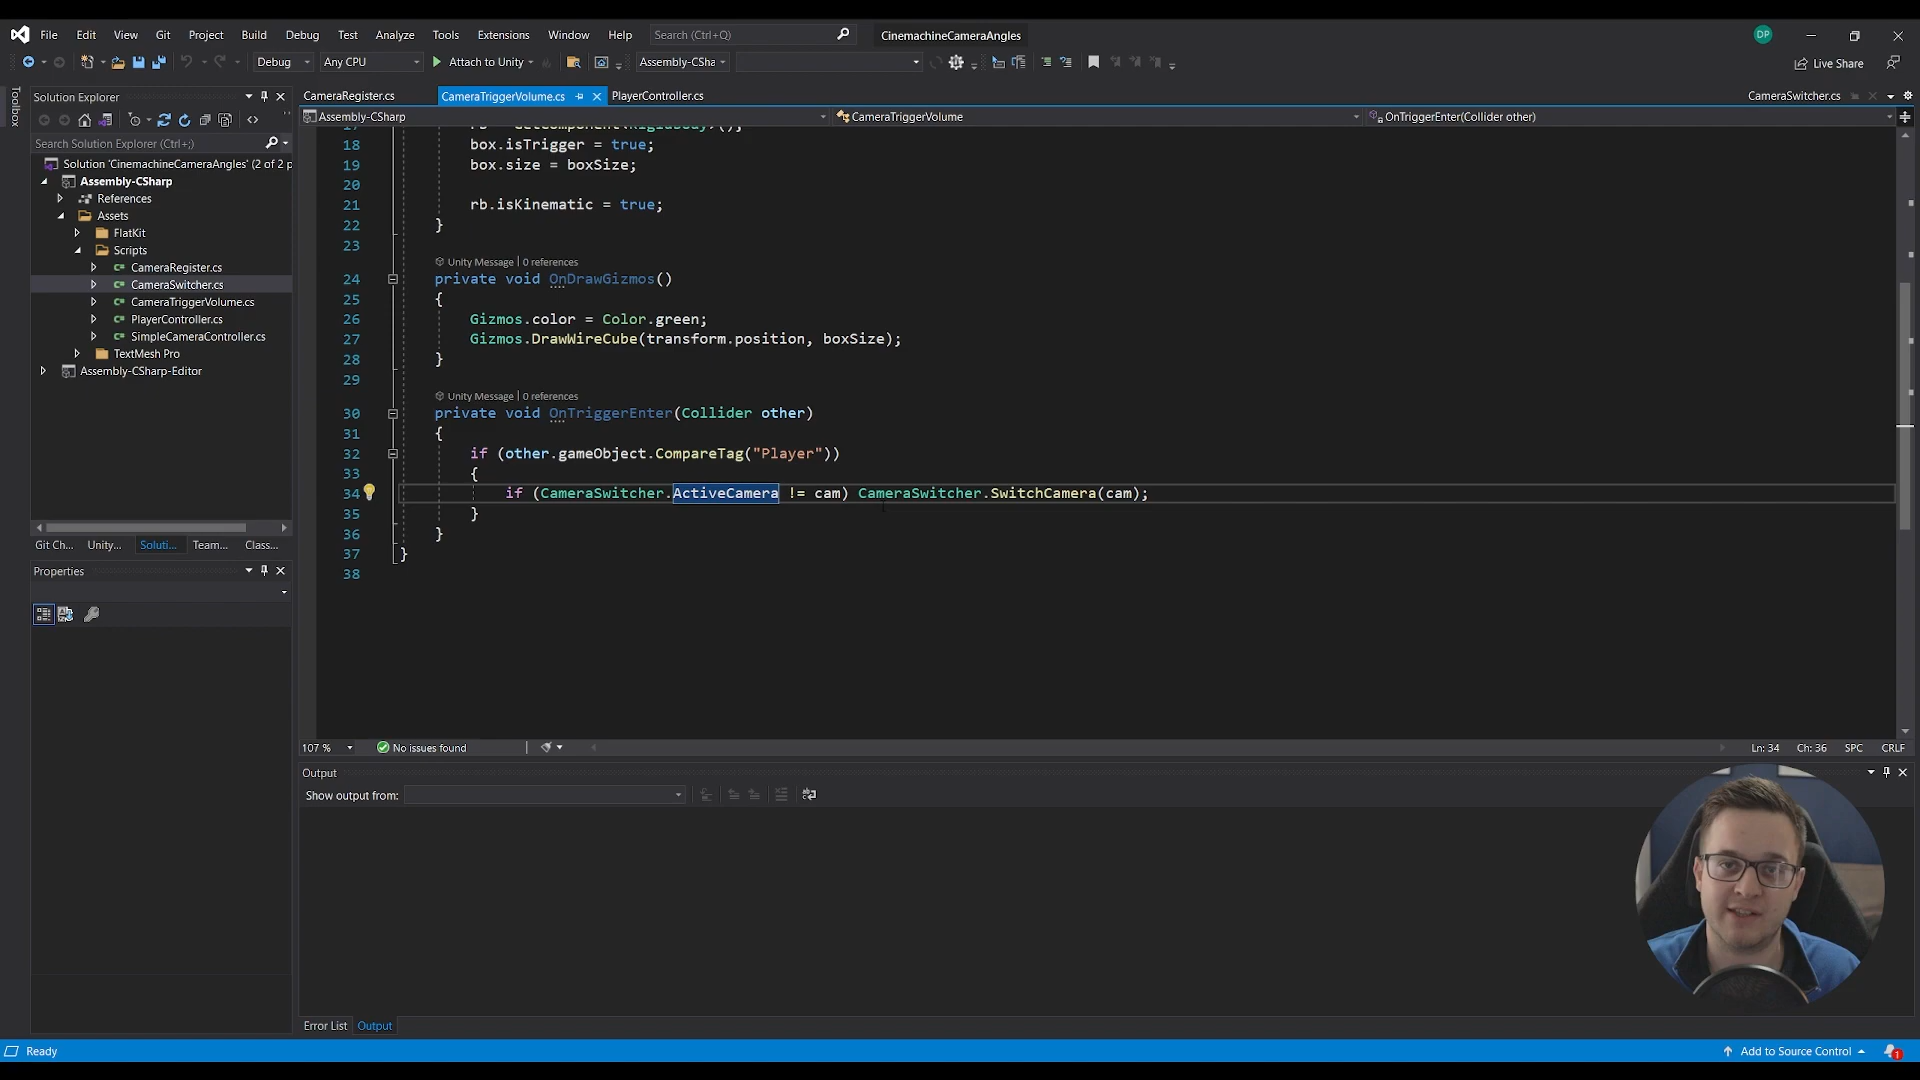 File Edit View Git Project Build Debug Test Analyze Tools Extensions Window Help Search (Ctrl+Q) CinemachineCameraAngles DP
Debug Any CPU Attach to Unity Assembly-CSha Live Share
Toolbox
Solution Explorer
Search Solution Explorer (Ctrl+;)
Solution 'CinemachineCameraAngles' (2 of 2 p
Assembly-CSharp
References
Assets
FlatKit
Scripts
CameraRegister.cs
CameraSwitcher.cs
CameraTriggerVolume.cs
PlayerController.cs
SimpleCameraController.cs
TextMesh Pro
Assembly-CSharp-Editor
Git Ch... Unity... Soluti... Team... Class...
Properties
CameraRegister.cs CameraTriggerVolume.cs PlayerController.cs CameraSwitcher.cs
Assembly-CSharp CameraTriggerVolume OnTriggerEnter(Collider other)
17 rb = GetComponent<Rigidbody>();
18 box.isTrigger = true;
19 box.size = boxSize;
20
21 rb.isKinematic = true;
22 }
23
Unity Message | 0 references
24 private void OnDrawGizmos()
25 {
26 Gizmos.color = Color.green;
27 Gizmos.DrawWireCube(transform.position, boxSize);
28 }
29
Unity Message | 0 references
30 private void OnTriggerEnter(Collider other)
31 {
32 if (other.gameObject.CompareTag("Player"))
33 {
34 if (CameraSwitcher.ActiveCamera != cam) CameraSwitcher.SwitchCamera(cam);
35 }
36 }
37 }
38
107 % No issues found Ln: 34 Ch: 36 SPC CRLF
Output
Show output from:
Error List Output
Ready Add to Source Control 1